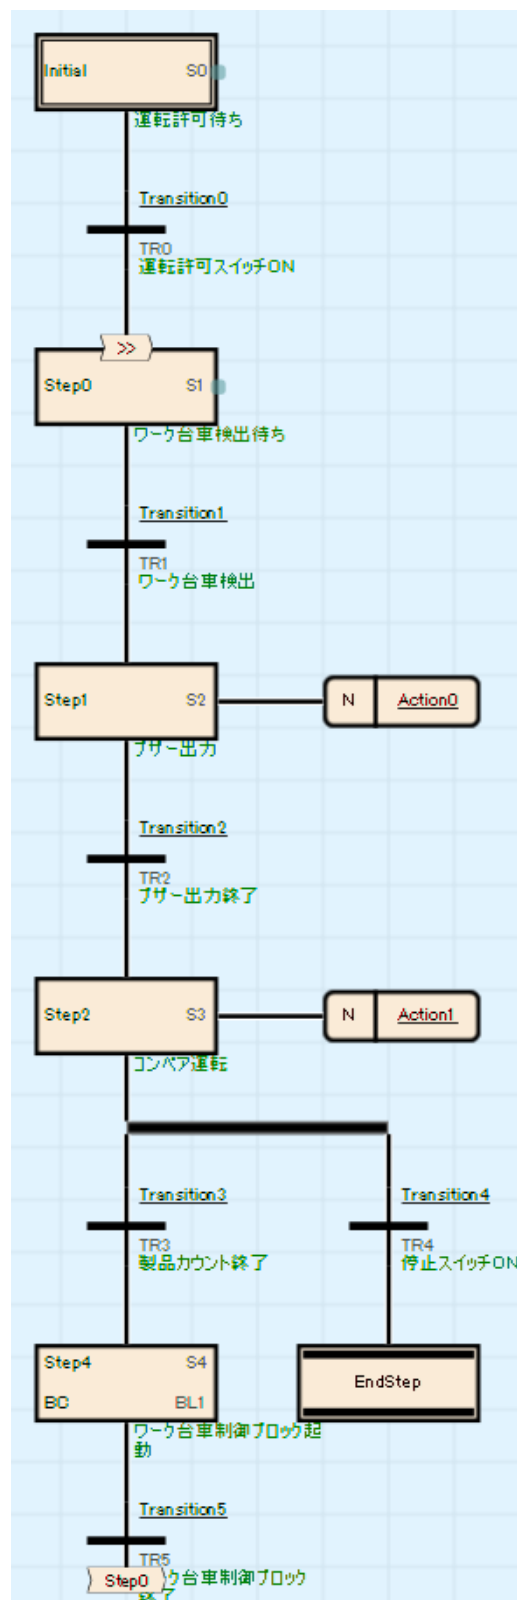 Initial S0
運転許可待ち
Transition0
TR0
運転許可スイッチON
>>
Step0 S1
ワーク台車検出待ち
Transition1
TR1
ワーク台車検出
Step1 S2 N Action0
ブザー出力
Transition2
TR2
ブザー出力終了
Step2 S3 N Action1
コンベア運転
Transition3 Transition4
TR3 TR4
製品カウント終了 停止スイッチON
Step4 S4
EndStep
BC BL1
ワーク台車制御ブロック起
動
Transition5
TR5
Step0 ク台車制御ブロック
終了